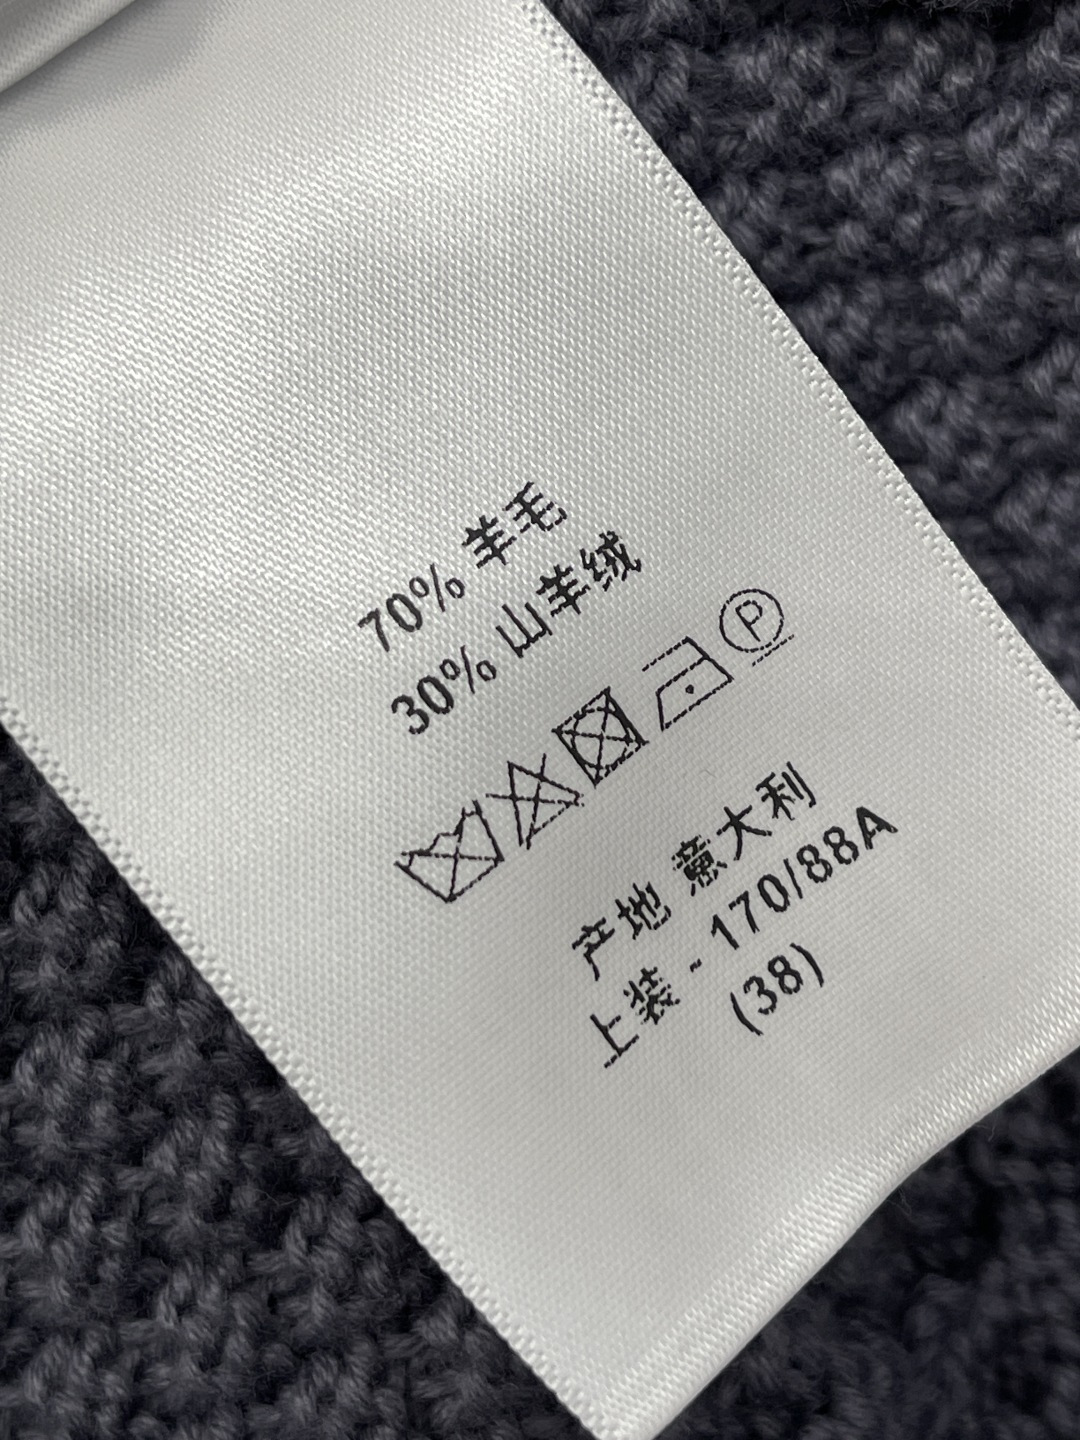 70% 羊毛
30% 山羊绒
P
产地 意大利
上装 - 170/88A
(38)